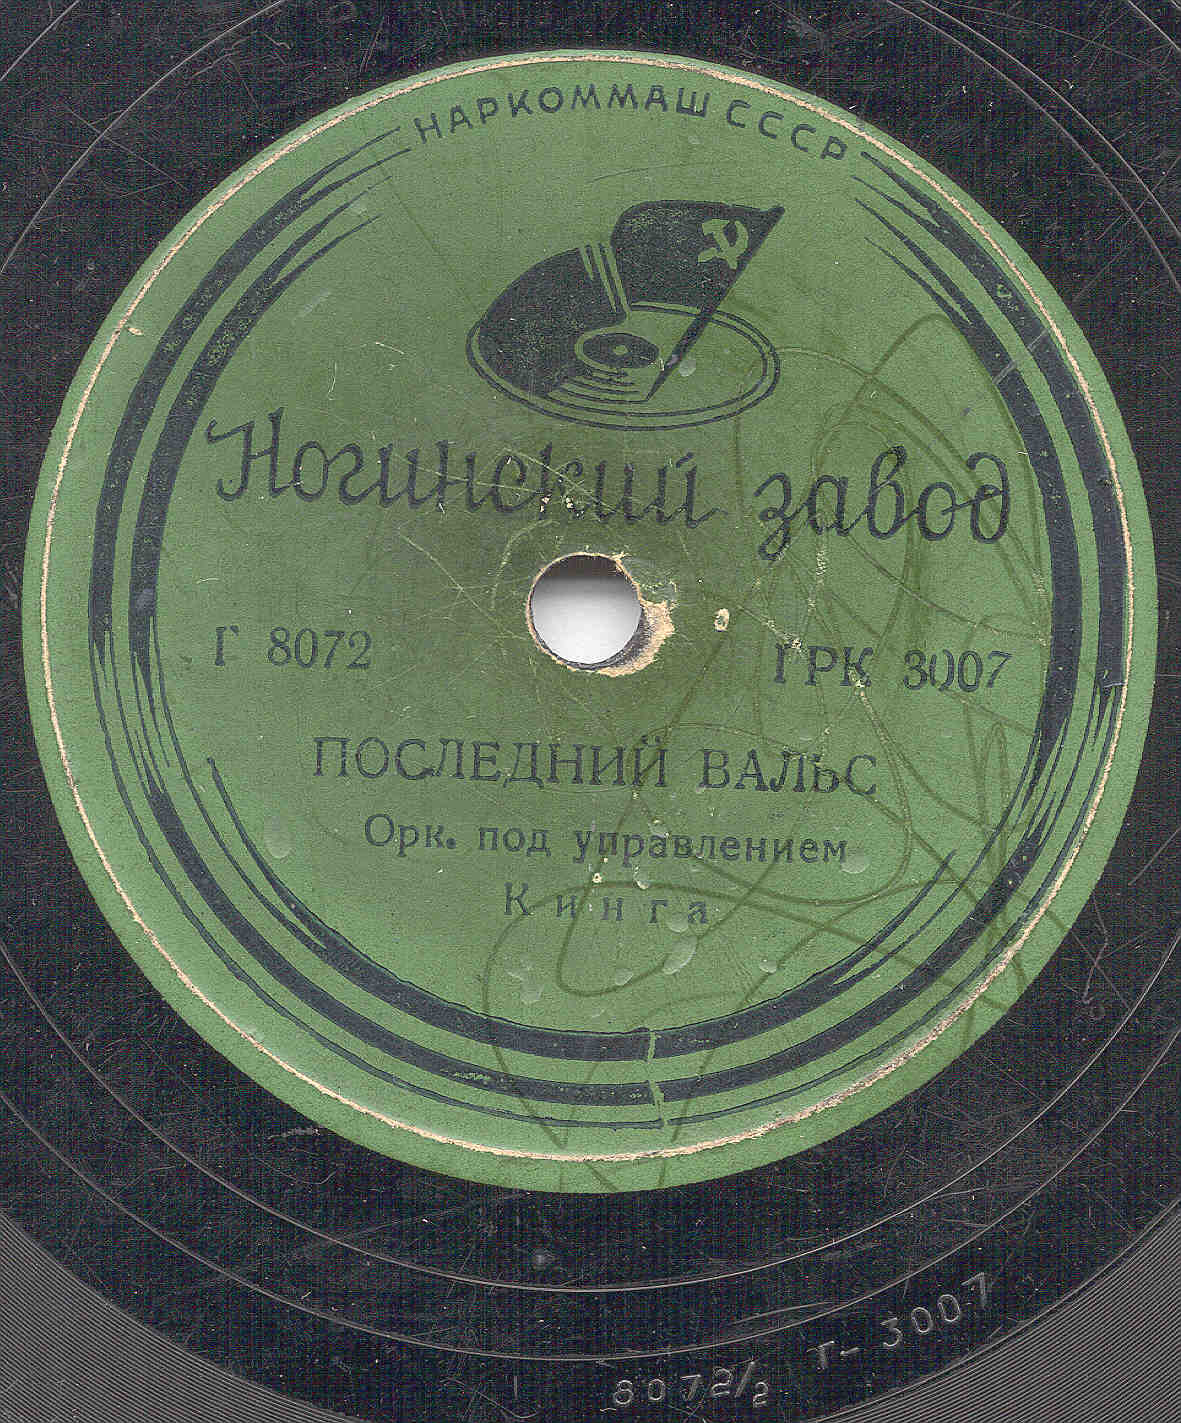 НАРКОММАШ СССР
Ногинский завод
Г 8072
ГРК 3007
ПОСЛЕДНИЙ ВАЛЬС
Орк. под управлением
Кинга
8072/2 Г-3007